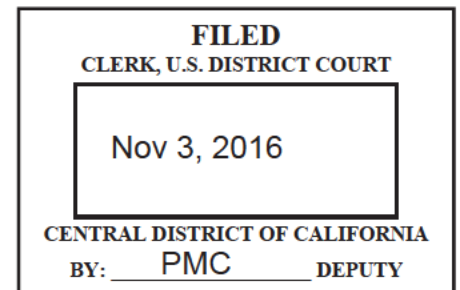 FILED
CLERK, U.S. DISTRICT COURT
Nov 3, 2016
CENTRAL DISTRICT OF CALIFORNIA
BY: PMC DEPUTY